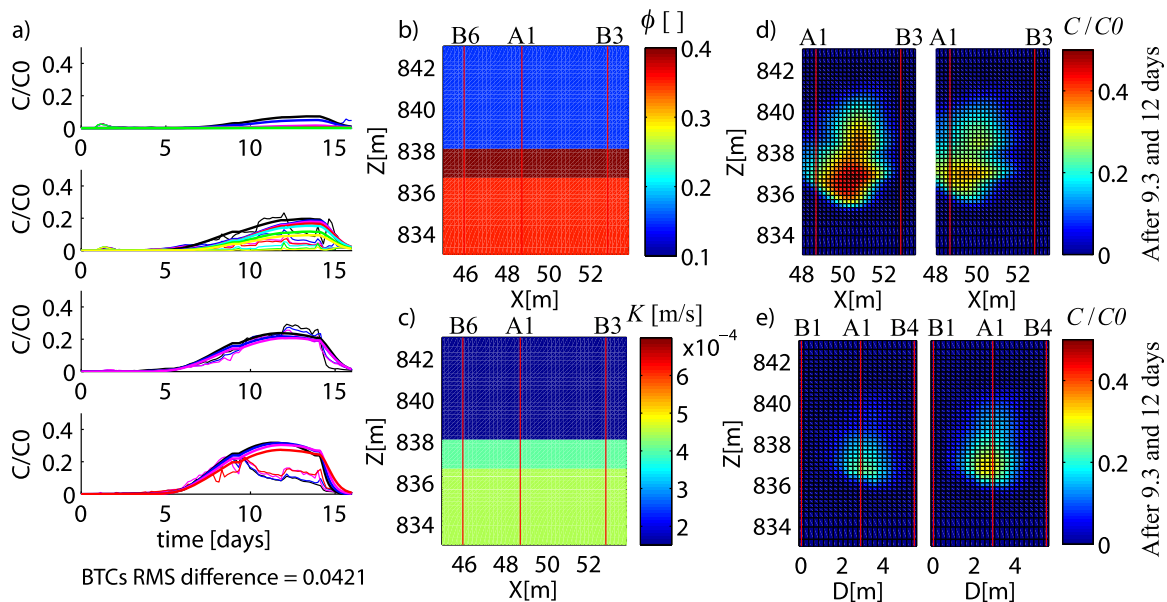 a)
C/C0
0.4
0.2
0
0 5 10 15
C/C0
0.4
0.2
0
0 5 10 15
C/C0
0.4
0.2
0
0 5 10 15
C/C0
0.4
0.2
0
0 5 10 15
time [days]
BTCs RMS difference = 0.0421
b)
B6 A1 B3
ϕ [ ]
Z[m]
842
840
838
836
834
46 48 50 52
X[m]
0.4
0.3
0.2
0.1
c)
B6 A1 B3
K [m/s]
x10⁻⁴
Z[m]
842
840
838
836
834
46 48 50 52
X[m]
6
5
4
3
2
d)
A1 B3 A1 B3
C/C0
Z[m]
842
840
838
836
834
48 50 52 48 50 52
X[m] X[m]
0.4
0.2
0
After 9.3 and 12 days
e)
B1 A1 B4 B1 A1 B4
C/C0
Z[m]
842
840
838
836
834
0 2 4 0 2 4
D[m] D[m]
0.4
0.2
0
After 9.3 and 12 days